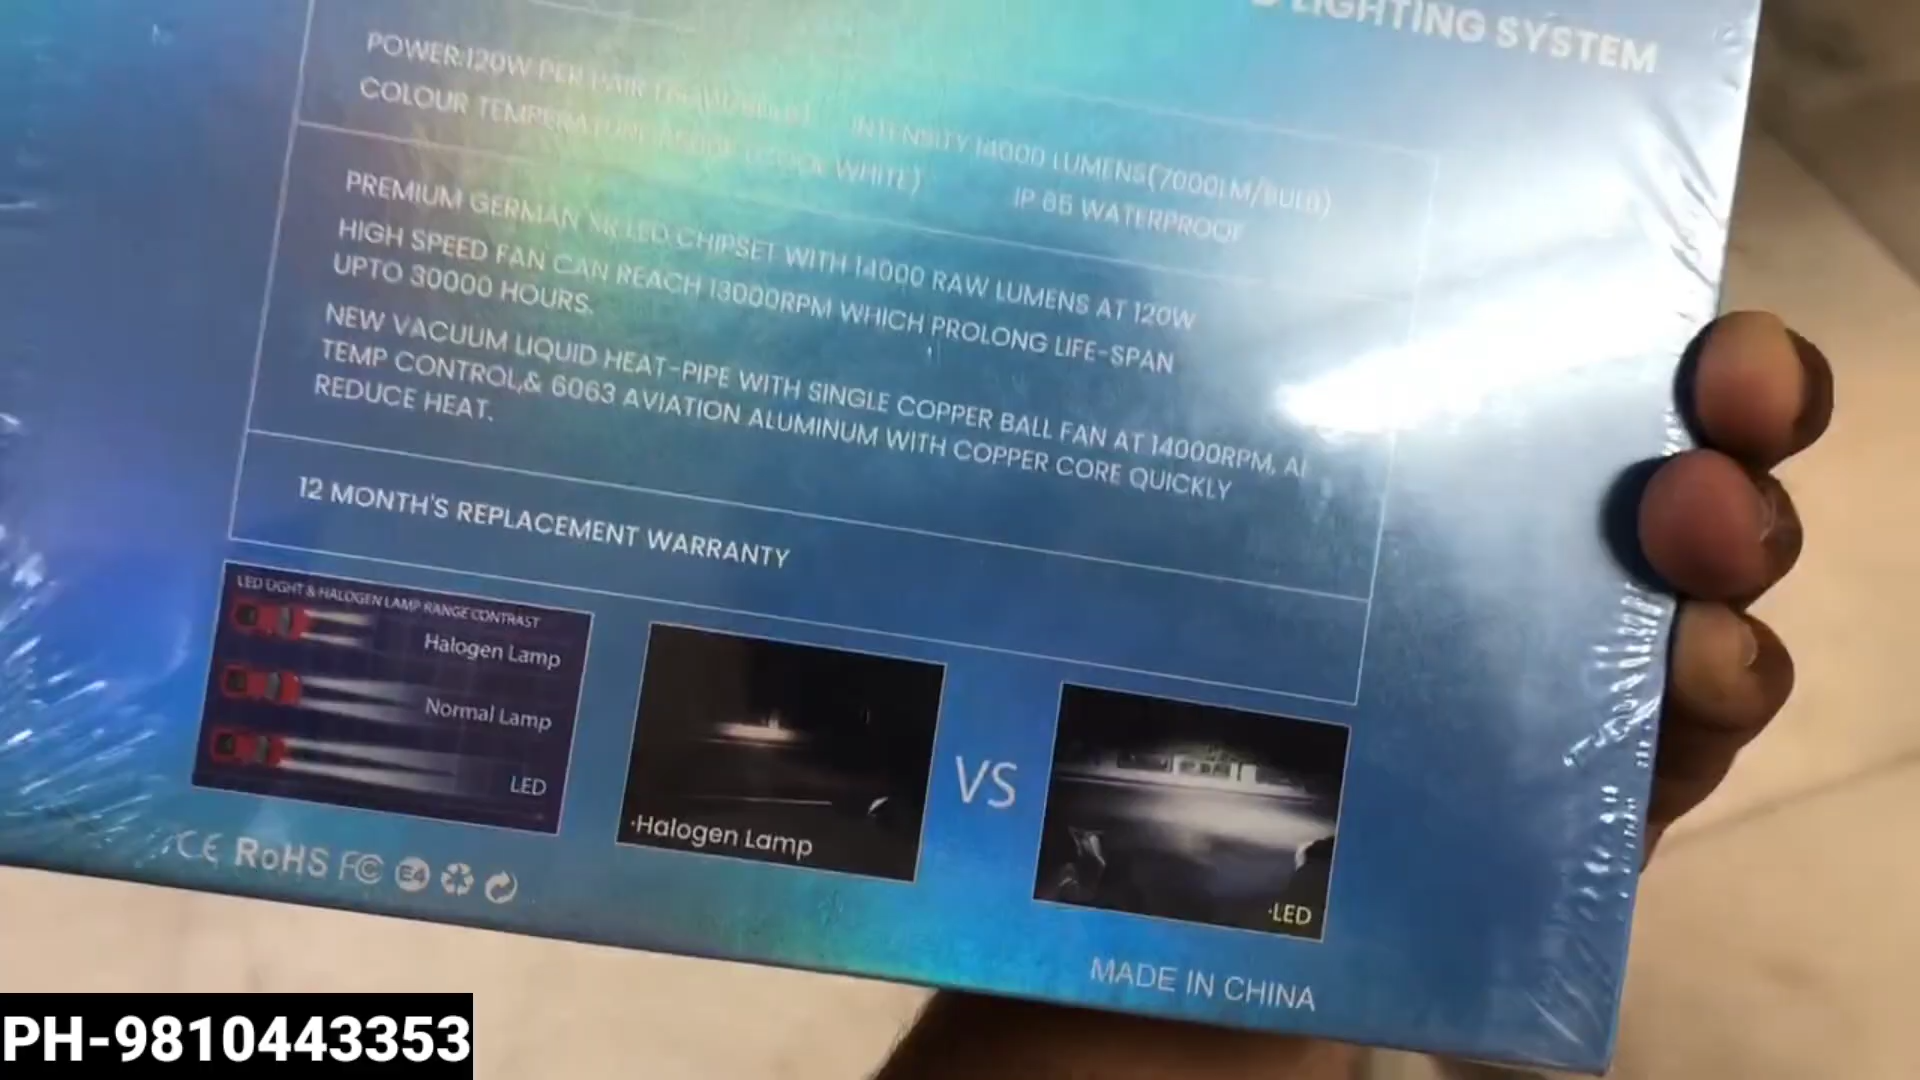 LIGHTING SYSTEM
POWER:120W PER PAIR
INTENSITY 14000 LUMENS(7000LM/BULB)
COLOUR TEMPERATURE WHITE)
IP 65 WATERPROOF
PREMIUM GERMAN LED CHIPSET WITH 14000 RAW LUMENS AT 120W
HIGH SPEED FAN CAN REACH 13000RPM WHICH PROLONG LIFE-SPAN
UPTO 30000 HOURS.
NEW VACUUM LIQUID HEAT-PIPE WITH SINGLE COPPER BALL FAN AT 14000RPM, AI
TEMP CONTROL,& 6063 AVIATION ALUMINUM WITH COPPER CORE QUICKLY
REDUCE HEAT.
12 MONTH'S REPLACEMENT WARRANTY
LED LIGHT & HALOGEN LAMP RANGE CONTRAST
Halogen Lamp
Normal Lamp
LED
·Halogen Lamp
VS
·LED
CE RoHS FC E4
MADE IN CHINA
PH-9810443353